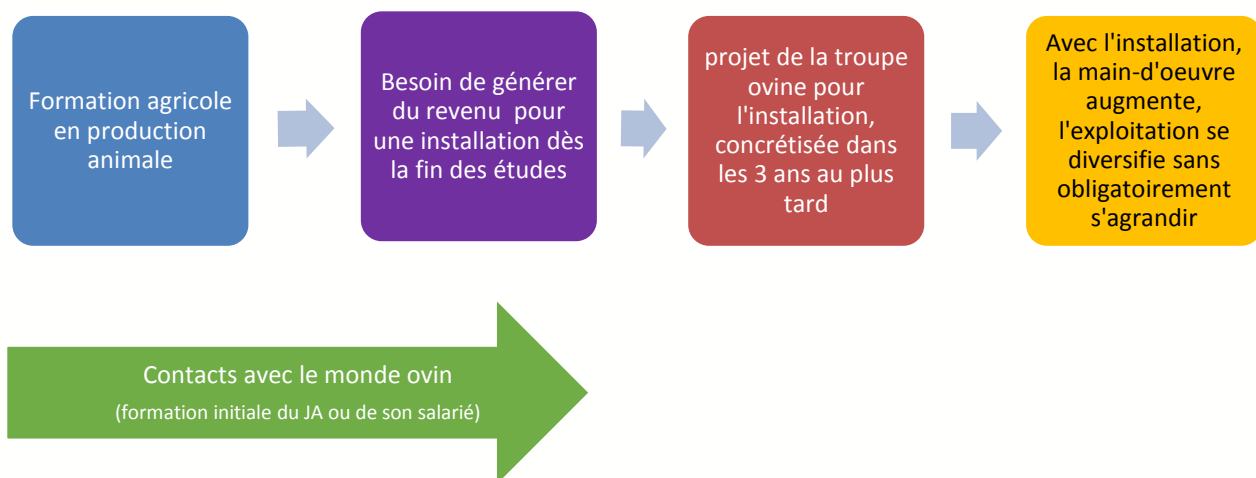 Formation agricole
en production
animale
Besoin de générer
du revenu pour
une installation dès
la fin des études
projet de la troupe
ovine pour
l'installation,
concrétisée dans
les 3 ans au plus
tard
Avec l'installation,
la main-d'oeuvre
augmente,
l'exploitation se
diversifie sans
obligatoirement
s'agrandir
Contacts avec le monde ovin
(formation initiale du JA ou de son salarié)